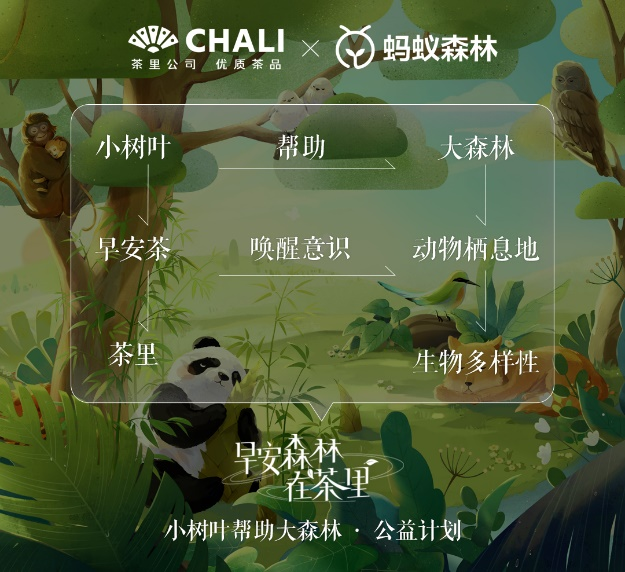 CHALI × 蚂蚁森林
茶里公司 优质茶品
小树叶 帮助 大森林
早安茶 唤醒意识 动物栖息地
茶里 生物多样性
早安森林
在茶里
小树叶帮助大森林 · 公益计划